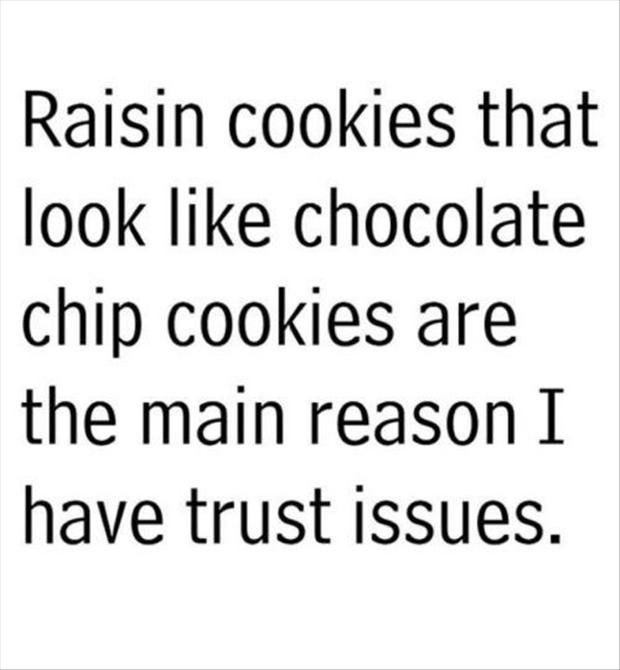 Raisin cookies that
look like chocolate
chip cookies are
the main reason I
have trust issues.